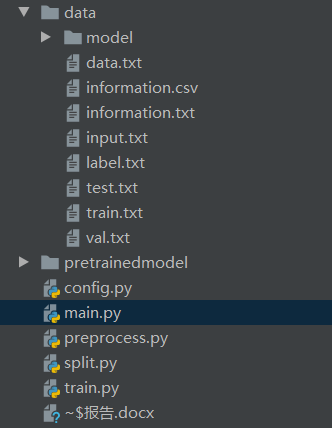 data
model
data.txt
information.csv
information.txt
input.txt
label.txt
test.txt
train.txt
val.txt
pretrainedmodel
config.py
main.py
preprocess.py
split.py
train.py
~$报告.docx